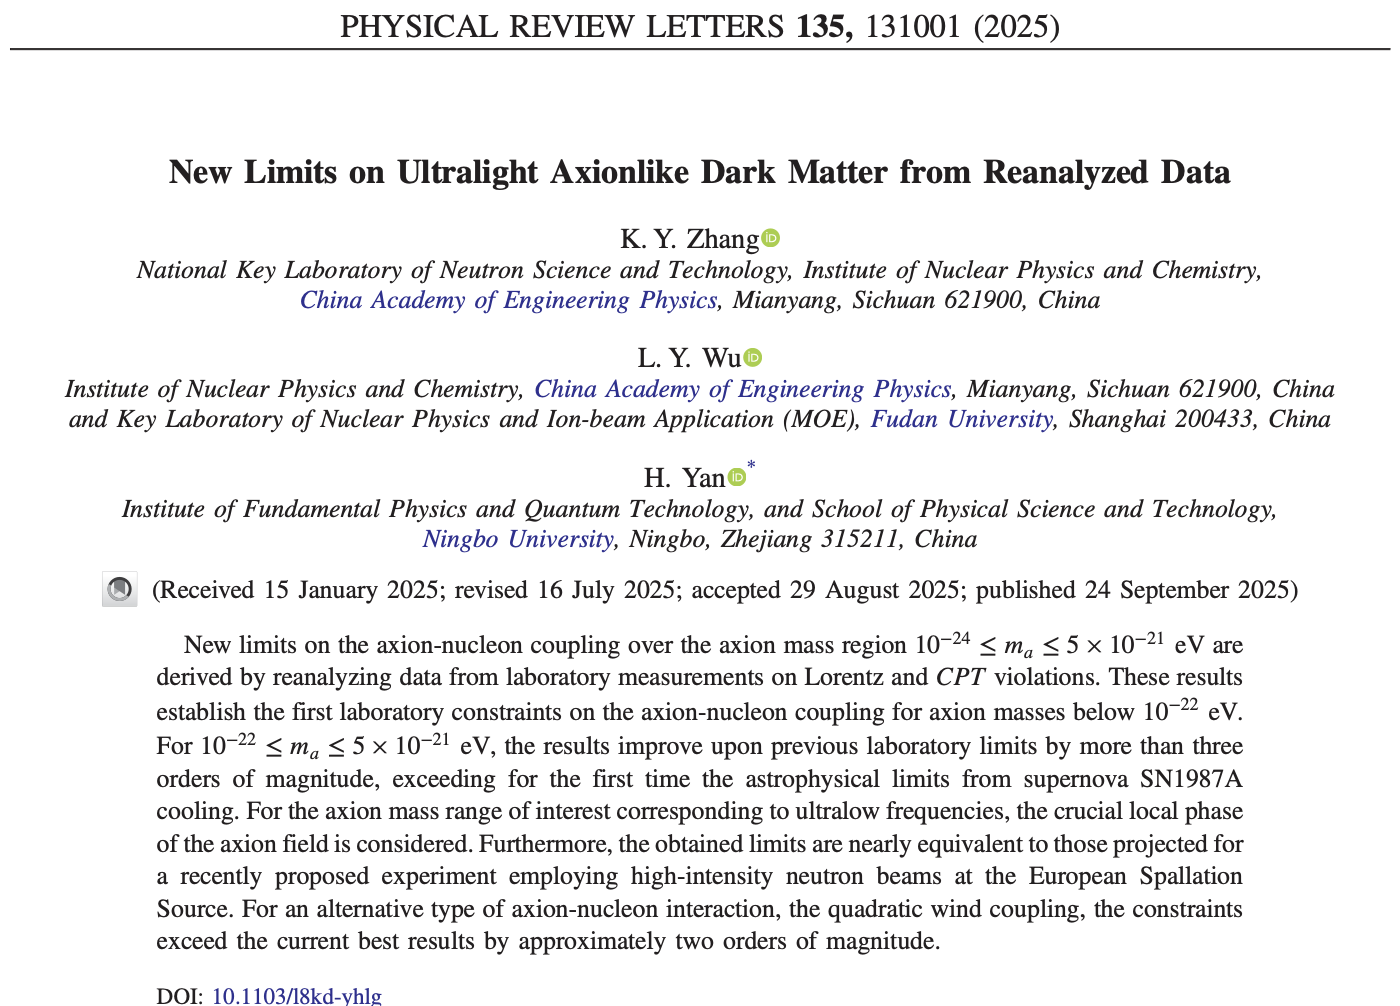 PHYSICAL REVIEW LETTERS 135, 131001 (2025)
New Limits on Ultralight Axionlike Dark Matter from Reanalyzed Data
K. Y. Zhang
National Key Laboratory of Neutron Science and Technology, Institute of Nuclear Physics and Chemistry,
China Academy of Engineering Physics, Mianyang, Sichuan 621900, China
L. Y. Wu
Institute of Nuclear Physics and Chemistry, China Academy of Engineering Physics, Mianyang, Sichuan 621900, China
and Key Laboratory of Nuclear Physics and Ion-beam Application (MOE), Fudan University, Shanghai 200433, China
H. Yan*
Institute of Fundamental Physics and Quantum Technology, and School of Physical Science and Technology,
Ningbo University, Ningbo, Zhejiang 315211, China
(Received 15 January 2025; revised 16 July 2025; accepted 29 August 2025; published 24 September 2025)
New limits on the axion-nucleon coupling over the axion mass region 10⁻²⁴ ≤ mₐ ≤ 5 × 10⁻²¹ eV are
derived by reanalyzing data from laboratory measurements on Lorentz and CPT violations. These results
establish the first laboratory constraints on the axion-nucleon coupling for axion masses below 10⁻²² eV.
For 10⁻²² ≤ mₐ ≤ 5 × 10⁻²¹ eV, the results improve upon previous laboratory limits by more than three
orders of magnitude, exceeding for the first time the astrophysical limits from supernova SN1987A
cooling. For the axion mass range of interest corresponding to ultralow frequencies, the crucial local phase
of the axion field is considered. Furthermore, the obtained limits are nearly equivalent to those projected for
a recently proposed experiment employing high-intensity neutron beams at the European Spallation
Source. For an alternative type of axion-nucleon interaction, the quadratic wind coupling, the constraints
exceed the current best results by approximately two orders of magnitude.
DOI: 10.1103/l8kd-yhlg